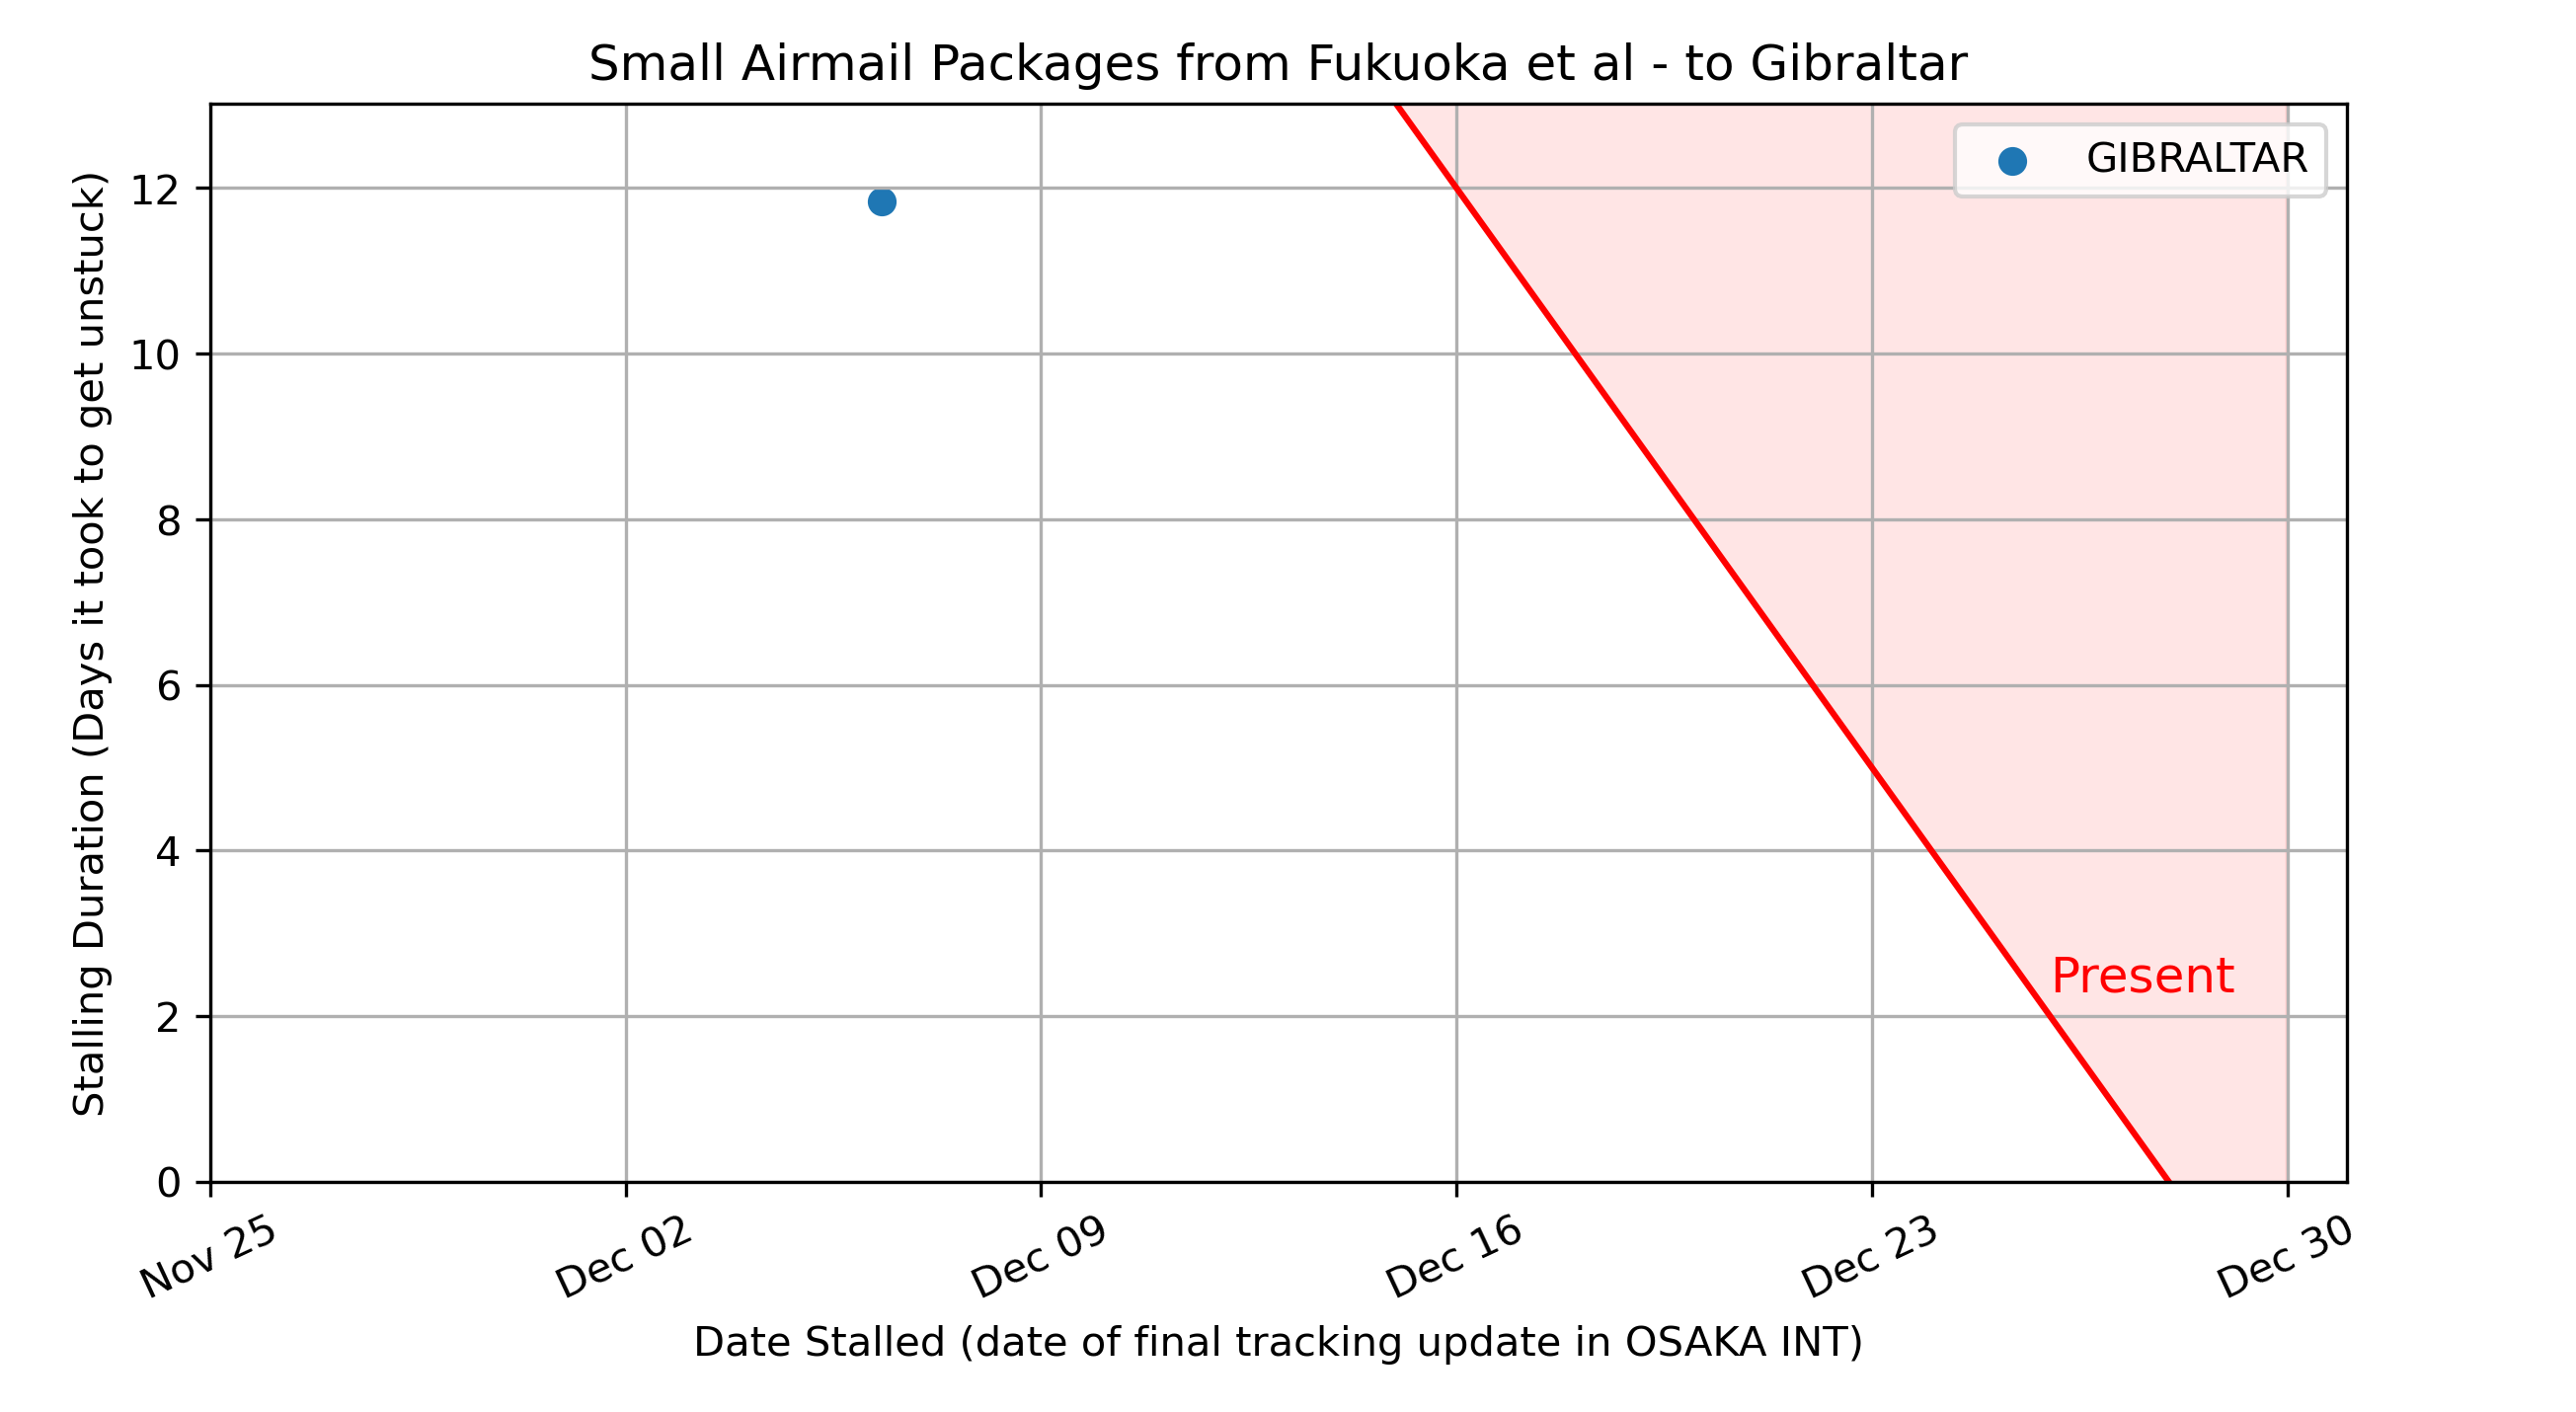 Small Airmail Packages from Fukuoka et al - to Gibraltar
GIBRALTAR
Stalling Duration (Days it took to get unstuck)
12
10
8
6
4
2
0
Present
Nov 25
Dec 02
Dec 09
Dec 16
Dec 23
Dec 30
Date Stalled (date of final tracking update in OSAKA INT)